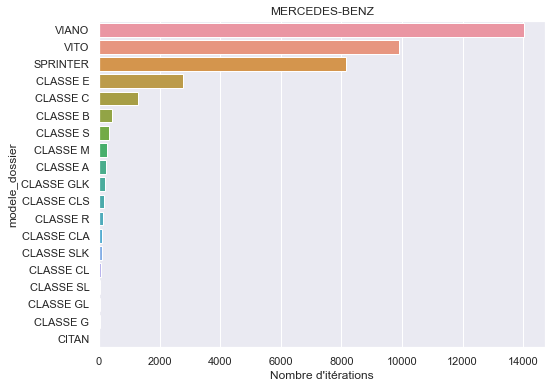 MERCEDES-BENZ
VIANO
VITO
SPRINTER
CLASSE E
CLASSE C
CLASSE B
CLASSE S
CLASSE M
CLASSE A
CLASSE GLK
CLASSE CLS
CLASSE R
CLASSE CLA
CLASSE SLK
CLASSE CL
CLASSE SL
CLASSE GL
CLASSE G
CITAN
modele_dossier
0 2000 4000 6000 8000 10000 12000 14000
Nombre d'itérations